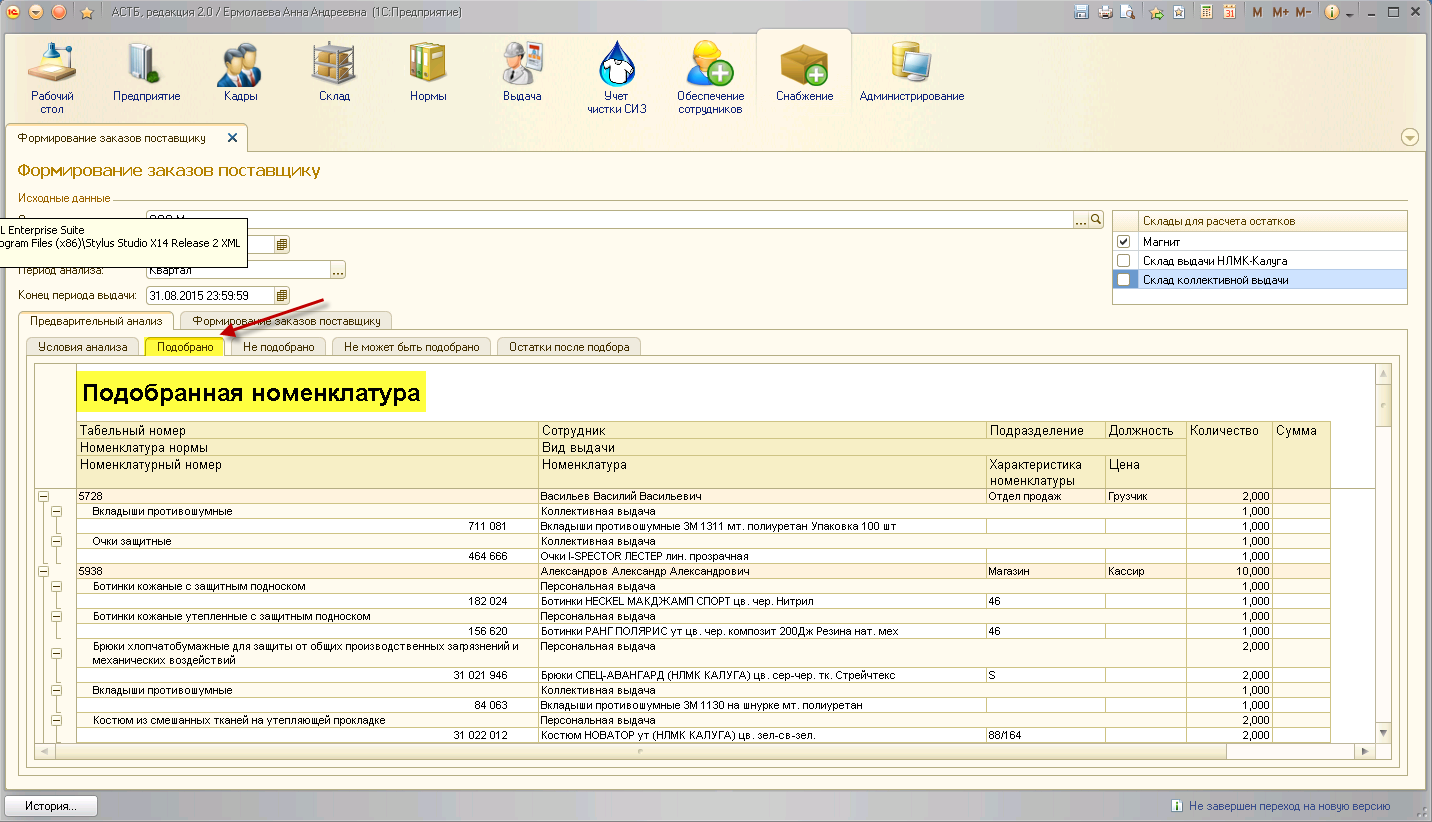 АСТБ, редакция 2.0 / Ермолаева Анна Андреевна (1С:Предприятие)
M M+ M-
Рабочий стол
Предприятие
Кадры
Склад
Нормы
Выдача
Учет чистки СИЗ
Обеспечение сотрудников
Снабжение
Администрирование
Формирование заказов поставщику
Формирование заказов поставщику
Исходные данные
L Enterprise Suite
ogram Files (x86)\Stylus Studio X14 Release 2 XML
Период анализа: Квартал
Конец периода выдачи: 31.08.2015 23:59:59
Склады для расчета остатков
Магнит
Склад выдачи НЛМК-Калуга
Склад коллективной выдачи
Предварительный анализ Формирование заказов поставщику
Условия анализа Подобрано Не подобрано Не может быть подобрано Остатки после подбора
Подобранная номенклатура
Табельный номер Сотрудник Подразделение Должность Количество Сумма
Номенклатура нормы Вид выдачи
Номенклатурный номер Номенклатура Характеристика номенклатуры Цена
5728 Васильев Василий Васильевич Отдел продаж Грузчик 2,000
Вкладыши противошумные Коллективная выдача 1,000
711 081 Вкладыши противошумные 3М 1311 мт. полиуретан Упаковка 100 шт 1,000
Очки защитные Коллективная выдача 1,000
464 666 Очки I-SPECTOR ЛЕСТЕР лин. прозрачная 1,000
5938 Александров Александр Александрович Магазин Кассир 10,000
Ботинки кожаные с защитным подноском Персональная выдача 1,000
182 024 Ботинки HECKEL МАКДЖАМП СПОРТ цв. чер. Нитрил 46 1,000
Ботинки кожаные утепленные с защитным подноском Персональная выдача 1,000
156 620 Ботинки РАНГ ПОЛЯРИС ут цв. чер. композит 200Дж Резина нат. мех 46 1,000
Брюки хлопчатобумажные для защиты от общих производственных загрязнений и механических воздействий Персональная выдача 2,000
31 021 946 Брюки СПЕЦ-АВАНГАРД (НЛМК КАЛУГА) цв. сер-чер. тк. Стрейчтекс S 2,000
Вкладыши противошумные Коллективная выдача 1,000
84 063 Вкладыши противошумные 3М 1130 на шнурке мт. полиуретан 1,000
Костюм из смешанных тканей на утепляющей прокладке Персональная выдача 2,000
31 022 012 Костюм НОВАТОР ут (НЛМК КАЛУГА) цв. зел-св-зел. 88/164 2,000
История...
Не завершен переход на новую версию